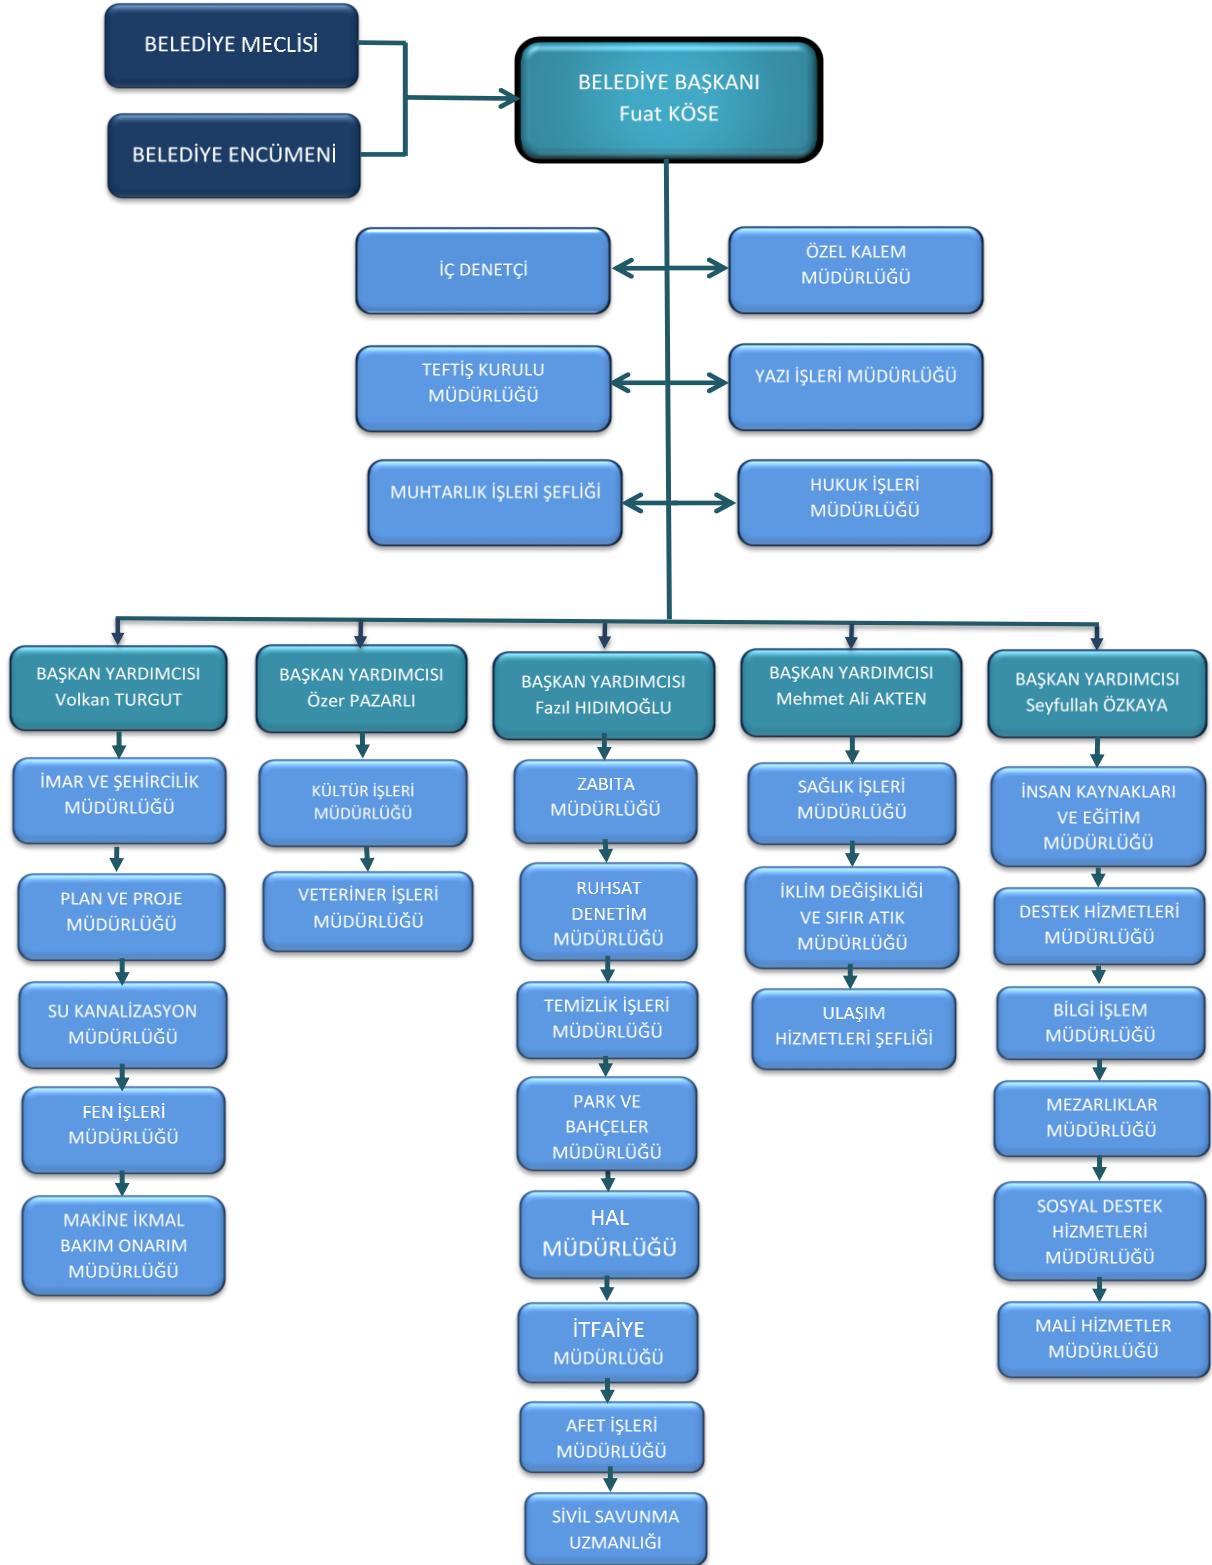 BELEDİYE MECLİSİ
BELEDİYE ENCÜMENİ
BELEDİYE BAŞKANI
Fuat KÖSE
İÇ DENETÇİ
ÖZEL KALEM
MÜDÜRLÜĞÜ
TEFTİŞ KURULU
MÜDÜRLÜĞÜ
YAZI İŞLERİ MÜDÜRLÜĞÜ
MUHTARLIK İŞLERİ ŞEFLİĞİ
HUKUK İŞLERİ
MÜDÜRLÜĞÜ
BAŞKAN YARDIMCISI
Volkan TURGUT
İMAR VE ŞEHİRCİLİK
MÜDÜRLÜĞÜ
PLAN VE PROJE
MÜDÜRLÜĞÜ
SU KANALİZASYON
MÜDÜRLÜĞÜ
FEN İŞLERİ
MÜDÜRLÜĞÜ
MAKİNE İKMAL
BAKIM ONARIM
MÜDÜRLÜĞÜ
BAŞKAN YARDIMCISI
Özer PAZARLI
KÜLTÜR İŞLERİ
MÜDÜRLÜĞÜ
VETERİNER İŞLERİ
MÜDÜRLÜĞÜ
BAŞKAN YARDIMCISI
Fazıl HIDIMOĞLU
ZABITA
MÜDÜRLÜĞÜ
RUHSAT
DENETİM
MÜDÜRLÜĞÜ
TEMİZLİK İŞLERİ
MÜDÜRLÜĞÜ
PARK VE
BAHÇELER
MÜDÜRLÜĞÜ
HAL
MÜDÜRLÜĞÜ
İTFAİYE
MÜDÜRLÜĞÜ
AFET İŞLERİ
MÜDÜRLÜĞÜ
SİVİL SAVUNMA
UZMANLIĞI
BAŞKAN YARDIMCISI
Mehmet Ali AKTEN
SAĞLIK İŞLERİ
MÜDÜRLÜĞÜ
İKLİM DEĞİŞİKLİĞİ
VE SIFIR ATIK
MÜDÜRLÜĞÜ
ULAŞIM
HİZMETLERİ ŞEFLİĞİ
BAŞKAN YARDIMCISI
Seyfullah ÖZKAYA
İNSAN KAYNAKLARI
VE EĞİTİM
MÜDÜRLÜĞÜ
DESTEK HİZMETLERİ
MÜDÜRLÜĞÜ
BİLGİ İŞLEM
MÜDÜRLÜĞÜ
MEZARLIKLAR
MÜDÜRLÜĞÜ
SOSYAL DESTEK
HİZMETLERİ
MÜDÜRLÜĞÜ
MALİ HİZMETLER
MÜDÜRLÜĞÜ